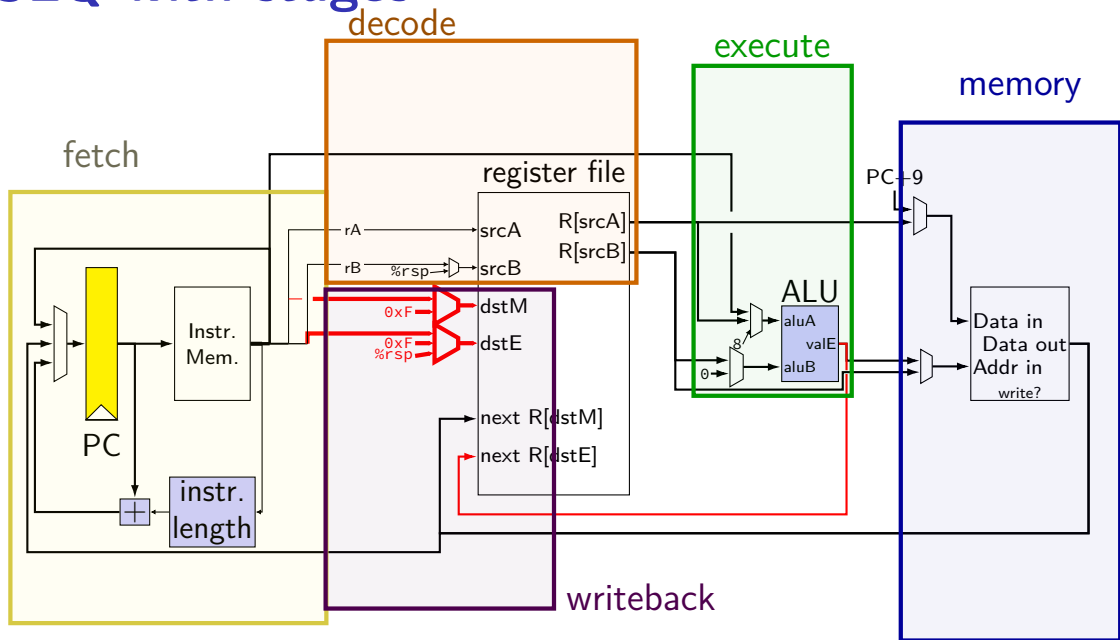 decode
execute
memory
fetch
PC+9
register file
R[srcA]
rA
srcA
R[srcB]
rB
%rsp
srcB
ALU
dstM
0xF
Instr.
Mem.
aluA
Data in
dstE
0xF
%rsp
8
valE
Data out
0
aluB
Addr in
write?
PC
next R[dstM]
next R[dstE]
instr.
length
+
writeback